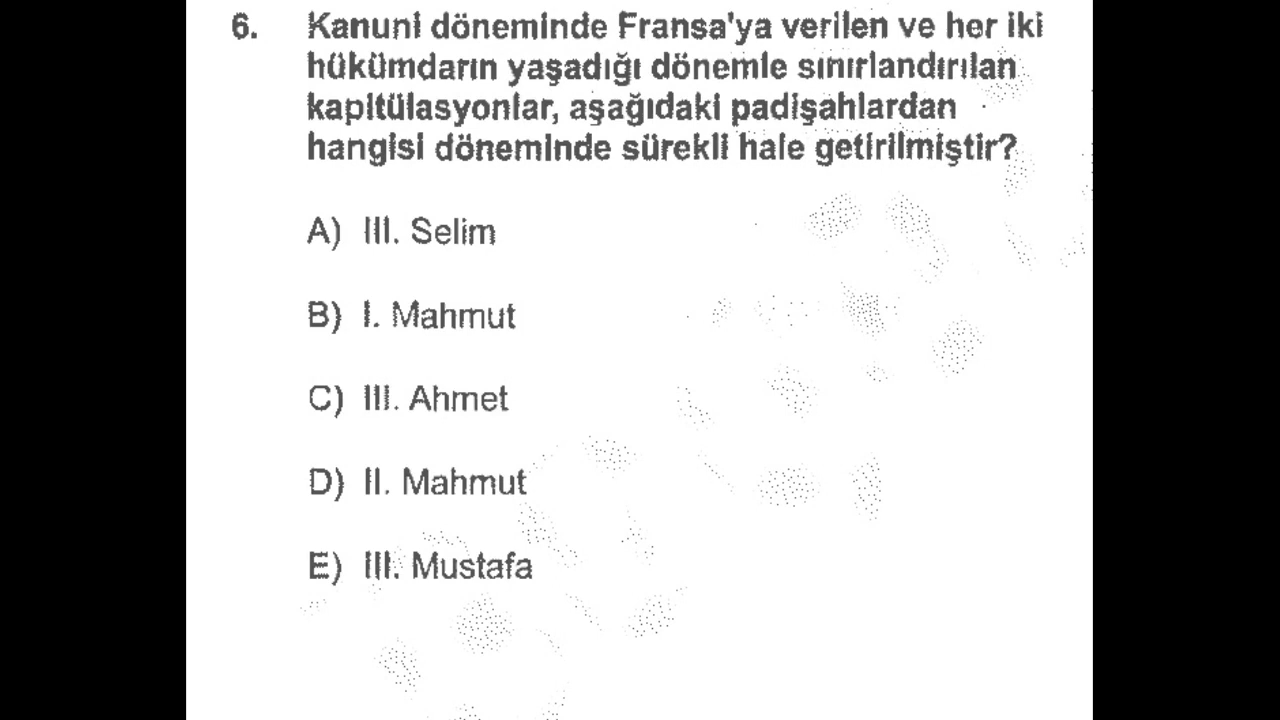 6. Kanuni döneminde Fransa'ya verilen ve her iki
hükümdarın yaşadığı dönemle sınırlandırılan
kapitülasyonlar, aşağıdaki padişahlardan
hangisi döneminde sürekli hale getirilmiştir?
A) III. Selim
B) I. Mahmut
C) III. Ahmet
D) II. Mahmut
E) III. Mustafa